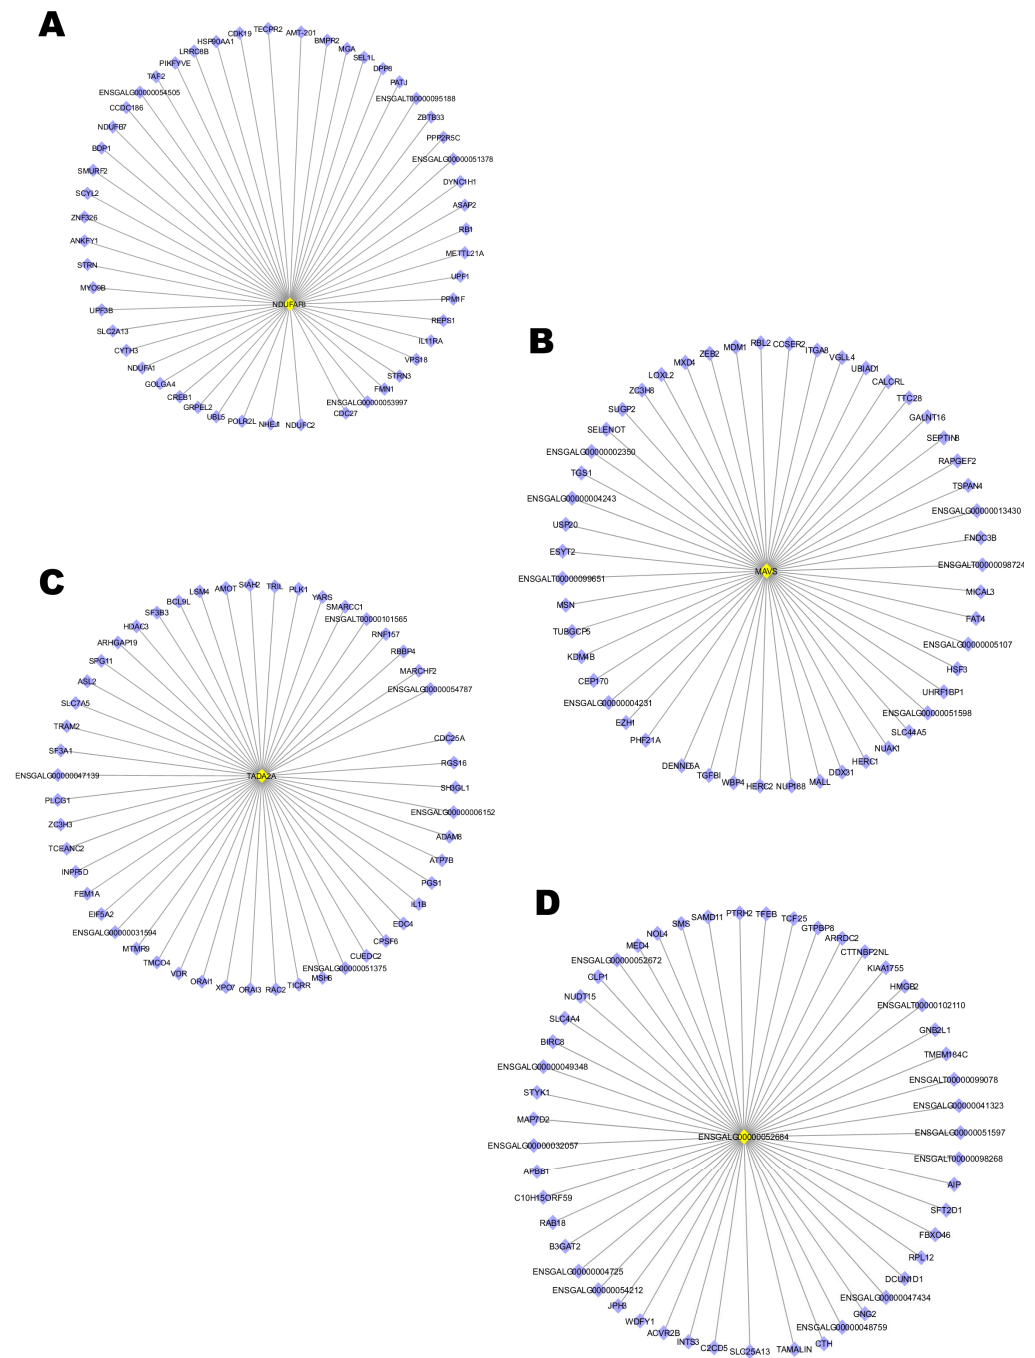 A
TECPR2
AMT-201
CDK19
BMPR2
HSP90AA1
MGA
LRRC8B
SEL1L
PIKFYVE
DPP8
TAF2
PATJ
ENSGALG00000054505
ENSGALT00000095188
CCDC186
ZBTB33
NDUFB7
PPP2R5C
BDP1
ENSGALG00000051378
SMURF2
DYNC1H1
SCYL2
ASAP2
ZNF326
RB1
ANKFY1
METTL21A
STRN
UPF1
MYO9B
PPM1F
NDUFAB1
UPF3B
REPS1
SLC2A13
IL11RA
CYTH3
VPS18
NDUFA1
STRN3
GOLGA4
FMN1
CREB1
ENSGALG00000053997
GRPEL2
CDC27
UBL5
POLR2L
NHEJ1
NDUFC2
B
RBL2
CCSER2
MDM1
ITGA8
ZEB2
VGLL4
MXD4
UBIAD1
LOXL2
CALCRL
ZC3H8
TTC28
SUGP2
GALNT16
SELENOT
SEPTIN8
ENSGALG00000002350
RAPGEF2
TGS1
TSPAN4
ENSGALG00000004243
ENSGALG00000013430
USP20
FNDC3B
ESYT2
ENSGALT00000098724
MAVS
ENSGALT00000099651
MICAL3
MSN
FAT4
TUBGCP5
ENSGALG00000005107
KDM4B
HSF3
CEP170
UHRF1BP1
ENSGALG00000004231
ENSGALG00000051598
EZH1
SLC44A5
PHF21A
NUAK1
DENND5A
HERC1
TGFBI
DDX31
WBP4
MALL
HERC2
NUP188
C
SIAH2
TRIL
AMOT
PLK1
LSM4
YARS
BCL9L
SMARCC1
SF3B3
ENSGALT00000101565
HDAC3
RNF157
ARHGAP19
RBBP4
SPG11
MARCHF2
ASL2
ENSGALG00000054787
SLC7A5
TRAM2
CDC25A
SF3A1
RGS16
ENSGALG00000047139
TADA2A
SH3GL1
PLCG1
ENSGALG00000006152
ZC3H3
ADAM8
TCEANC2
ATP7B
INPP5D
PGS1
FEM1A
IL1B
EIF5A2
EDC4
ENSGALG00000031594
CPSF6
MTMR9
CUEDC2
TMCO4
ENSGALG00000051375
VDR
MSH6
ORAI1
TICRR
XPO7
ORAI3
RAC2
D
PTRH2
TFEB
SAMD11
TCF25
SMS
GTPBP8
NOL4
ARRDC2
MED4
CTTNBP2NL
ENSGALG00000052672
KIAA1755
CLP1
HMGB2
NUDT15
ENSGALT00000102110
SLC4A4
GNB2L1
BIRC8
TMEM184C
ENSGALG00000049348
ENSGALT00000099078
STYK1
ENSGALG00000041323
MAP7D2
ENSGALG00000051597
ENSGALG00000052684
ENSGALG00000032057
ENSGALT00000098268
APBB1
AIP
C10H15ORF59
SFT2D1
RAB18
FBXO46
B3GAT2
RPL12
ENSGALG00000004725
DCUN1D1
ENSGALG00000054212
ENSGALG00000047434
JPH3
GNG2
WDFY1
ENSGALG00000048759
ACVR2B
CTH
INTS3
TAMALIN
C2CD5
SLC25A13